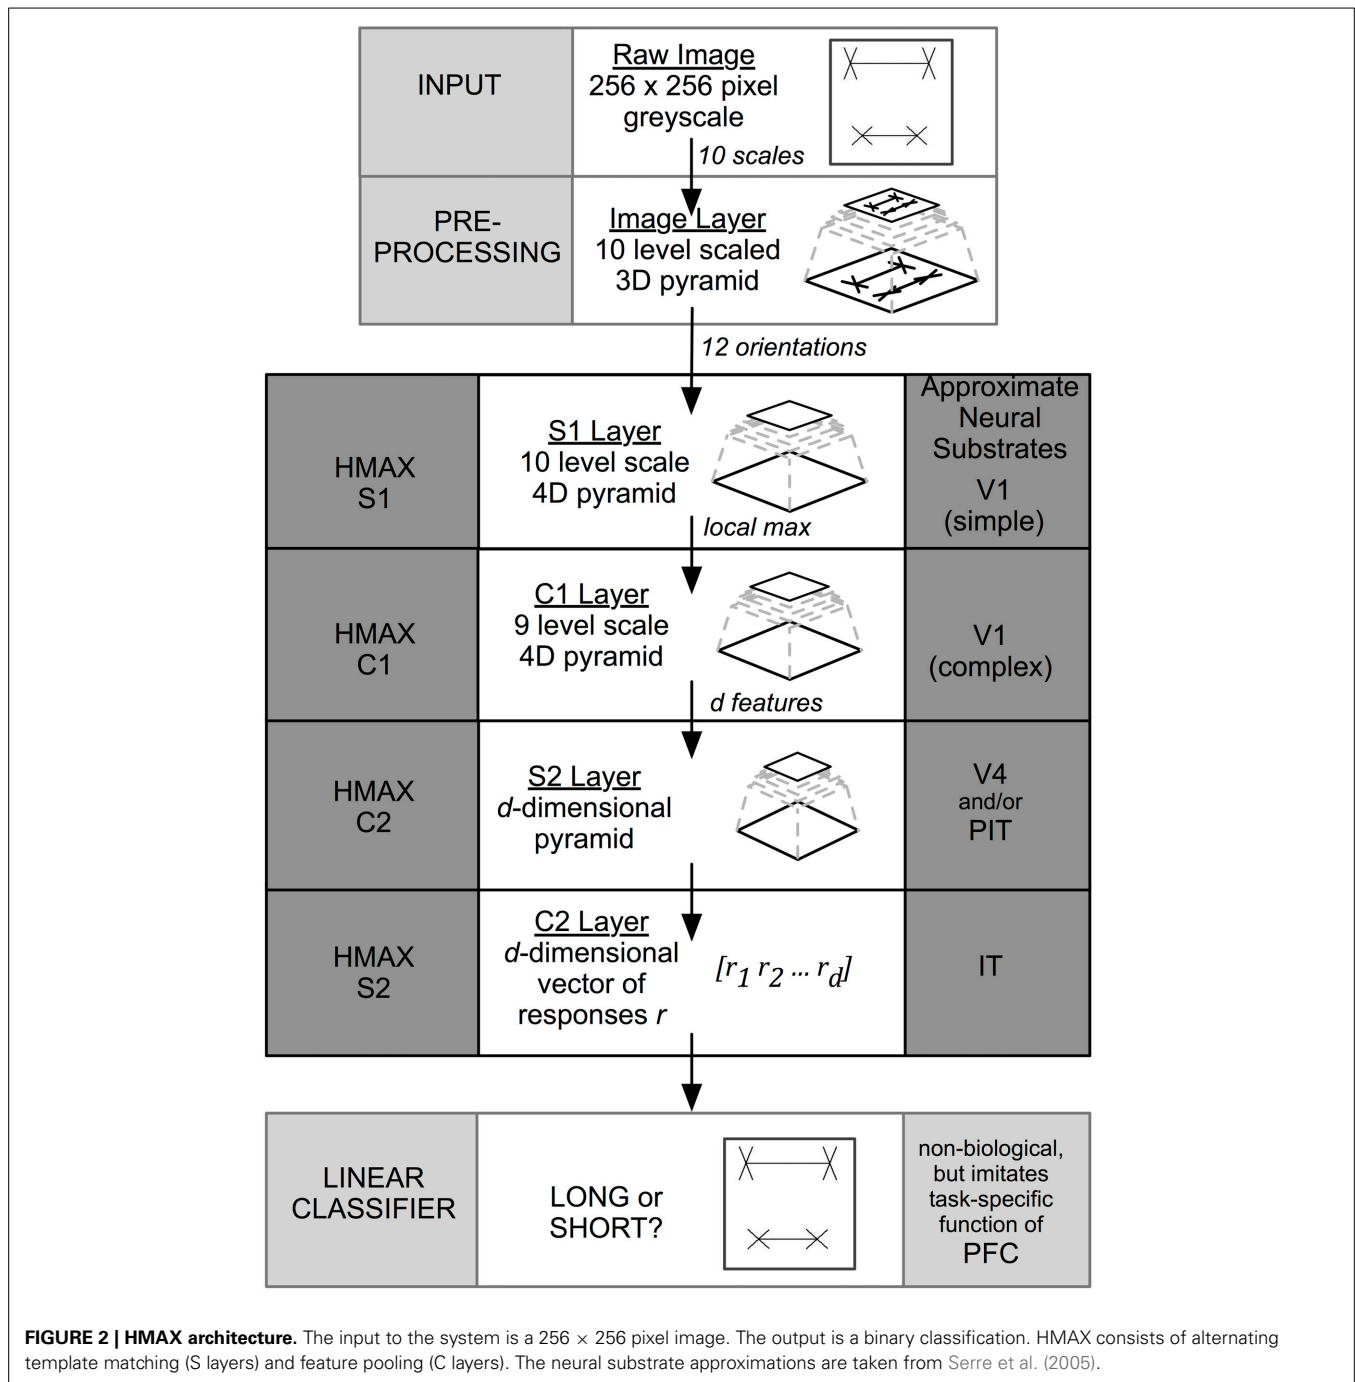 INPUT
Raw Image
256 x 256 pixel
greyscale
10 scales
PRE-
PROCESSING
Image Layer
10 level scaled
3D pyramid
12 orientations
HMAX
S1
S1 Layer
10 level scale
4D pyramid
local max
Approximate
Neural
Substrates
V1
(simple)
HMAX
C1
C1 Layer
9 level scale
4D pyramid
d features
V1
(complex)
HMAX
C2
S2 Layer
d-dimensional
pyramid
V4
and/or
PIT
HMAX
S2
C2 Layer
d-dimensional
vector of
responses r
[r1 r2 ... rd]
IT
LINEAR
CLASSIFIER
LONG or
SHORT?
non-biological,
but imitates
task-specific
function of
PFC
FIGURE 2 | HMAX architecture. The input to the system is a 256 × 256 pixel image. The output is a binary classification. HMAX consists of alternating
template matching (S layers) and feature pooling (C layers). The neural substrate approximations are taken from Serre et al. (2005).